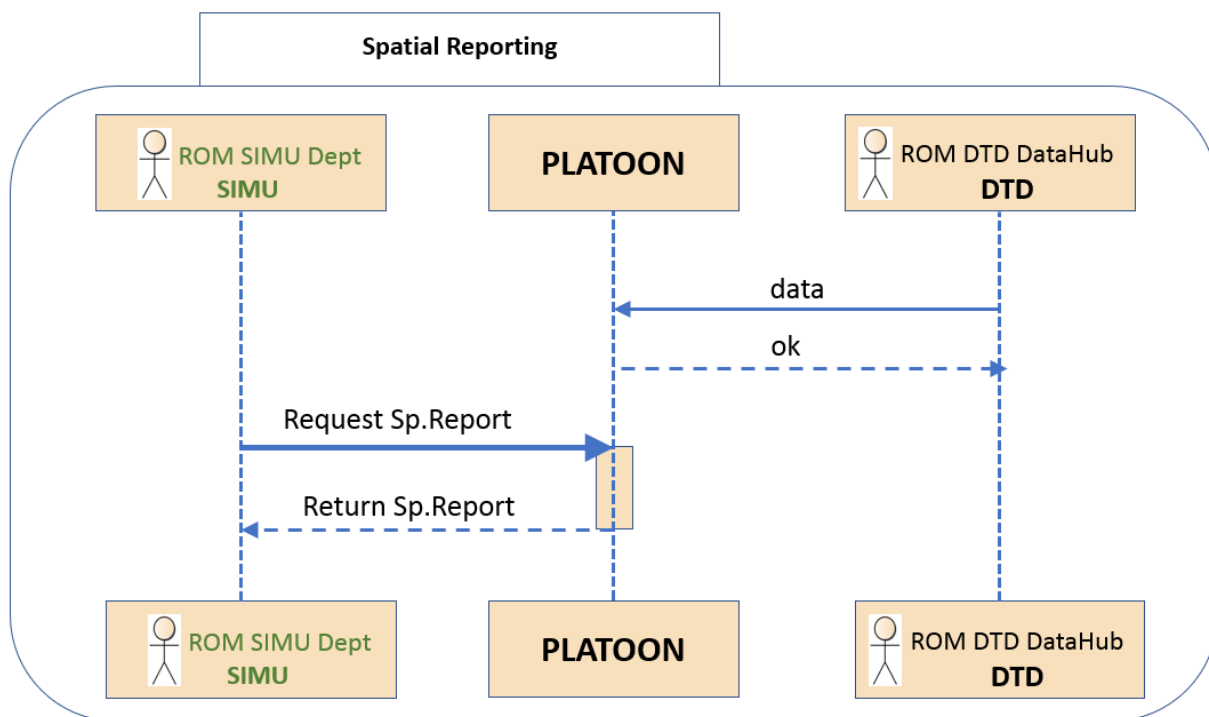 Spatial Reporting
ROM SIMU Dept
SIMU
PLATOON
ROM DTD DataHub
DTD
data
ok
Request Sp.Report
Return Sp.Report
ROM SIMU Dept
SIMU
PLATOON
ROM DTD DataHub
DTD